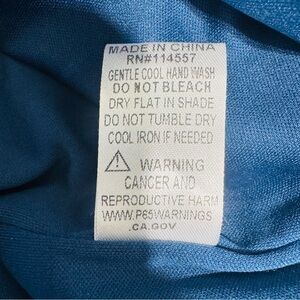 MADE IN CHINA
RN#114557
GENTLE COOL HAND WASH
DO NOT BLEACH
DRY FLAT IN SHADE
DO NOT TUMBLE DRY
COOL IRON IF NEEDED
WARNING
CANCER AND
REPRODUCTIVE HARM
WWW.P65WARNINGS
.CA.GOV